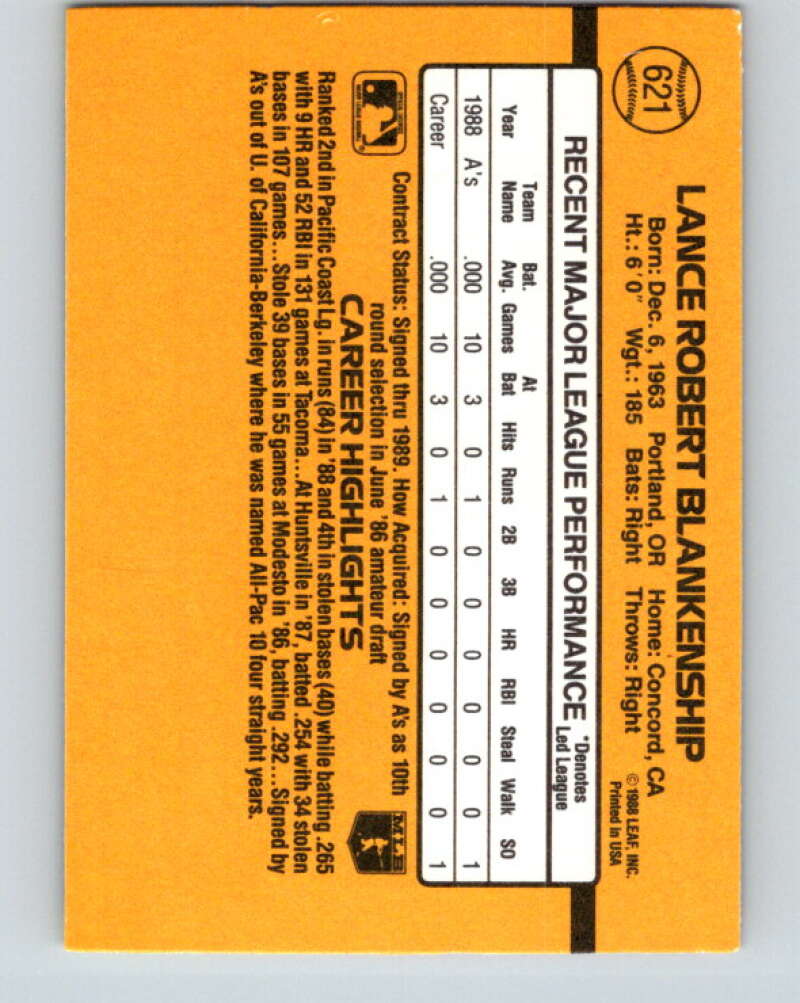 621
LANCE ROBERT BLANKENSHIP
Born: Dec. 6, 1963 Portland, OR Home: Concord, CA
Ht.: 6'0" Wgt.: 185 Bats: Right Throws: Right
© 1988 LEAF, INC.
Printed in USA
RECENT MAJOR LEAGUE PERFORMANCE *Denotes Led League
Year Team Name Bat. Avg. Games At Bat Hits Runs 2B 3B HR RBI Steal Walk SO
1988 A's .000 10 3 0 1 0 0 0 0 0 0 1
Career .000 10 3 0 1 0 0 0 0 0 0 1
Contract Status: Signed thru 1989. How Acquired: Signed by A's as 10th
round selection in June '86 amateur draft
MLB
CAREER HIGHLIGHTS
Ranked 2nd in Pacific Coast Lg. in runs (84) in '88 and 4th in stolen bases (40) while batting .265
with 9 HR and 52 RBI in 131 games at Tacoma...At Huntsville in '87, batted .254 with 34 stolen
bases in 107 games...Stole 39 bases in 55 games at Modesto in '86, batting .292...Signed by
A's out of U. of California-Berkeley where he was named All-Pac 10 four straight years.